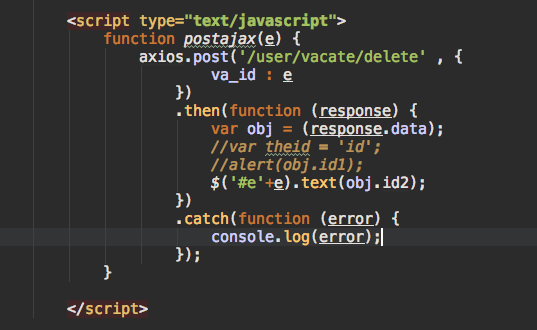 <script type="text/javascript">
function postajax(e) {
axios.post('/user/vacate/delete' , {
va_id : e
})
.then(function (response) {
var obj = (response.data);
//var theid = 'id';
//alert(obj.id1);
$('#e'+e).text(obj.id2);
})
.catch(function (error) {
console.log(error);
});
}
</script>